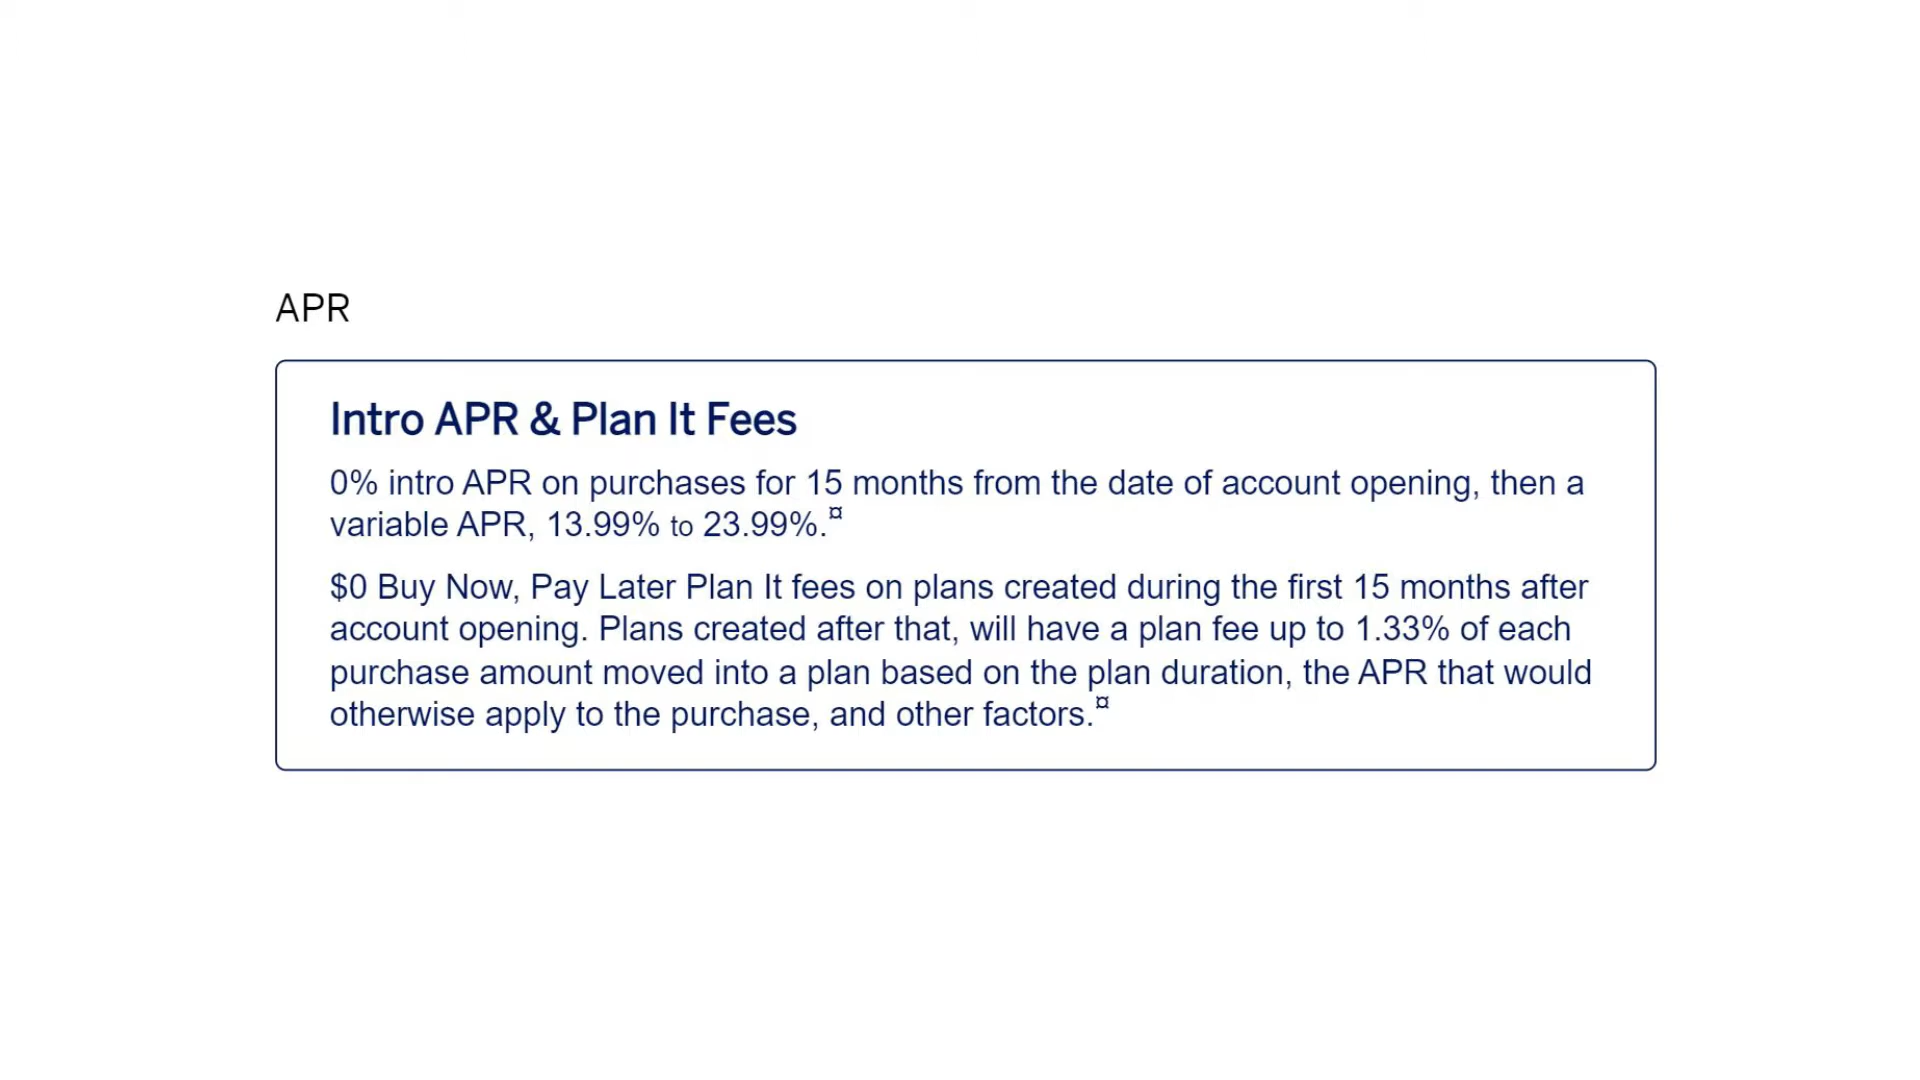 APR
Intro APR & Plan It Fees
0% intro APR on purchases for 15 months from the date of account opening, then a
variable APR, 13.99% to 23.99%.¤
$0 Buy Now, Pay Later Plan It fees on plans created during the first 15 months after
account opening. Plans created after that, will have a plan fee up to 1.33% of each
purchase amount moved into a plan based on the plan duration, the APR that would
otherwise apply to the purchase, and other factors.¤